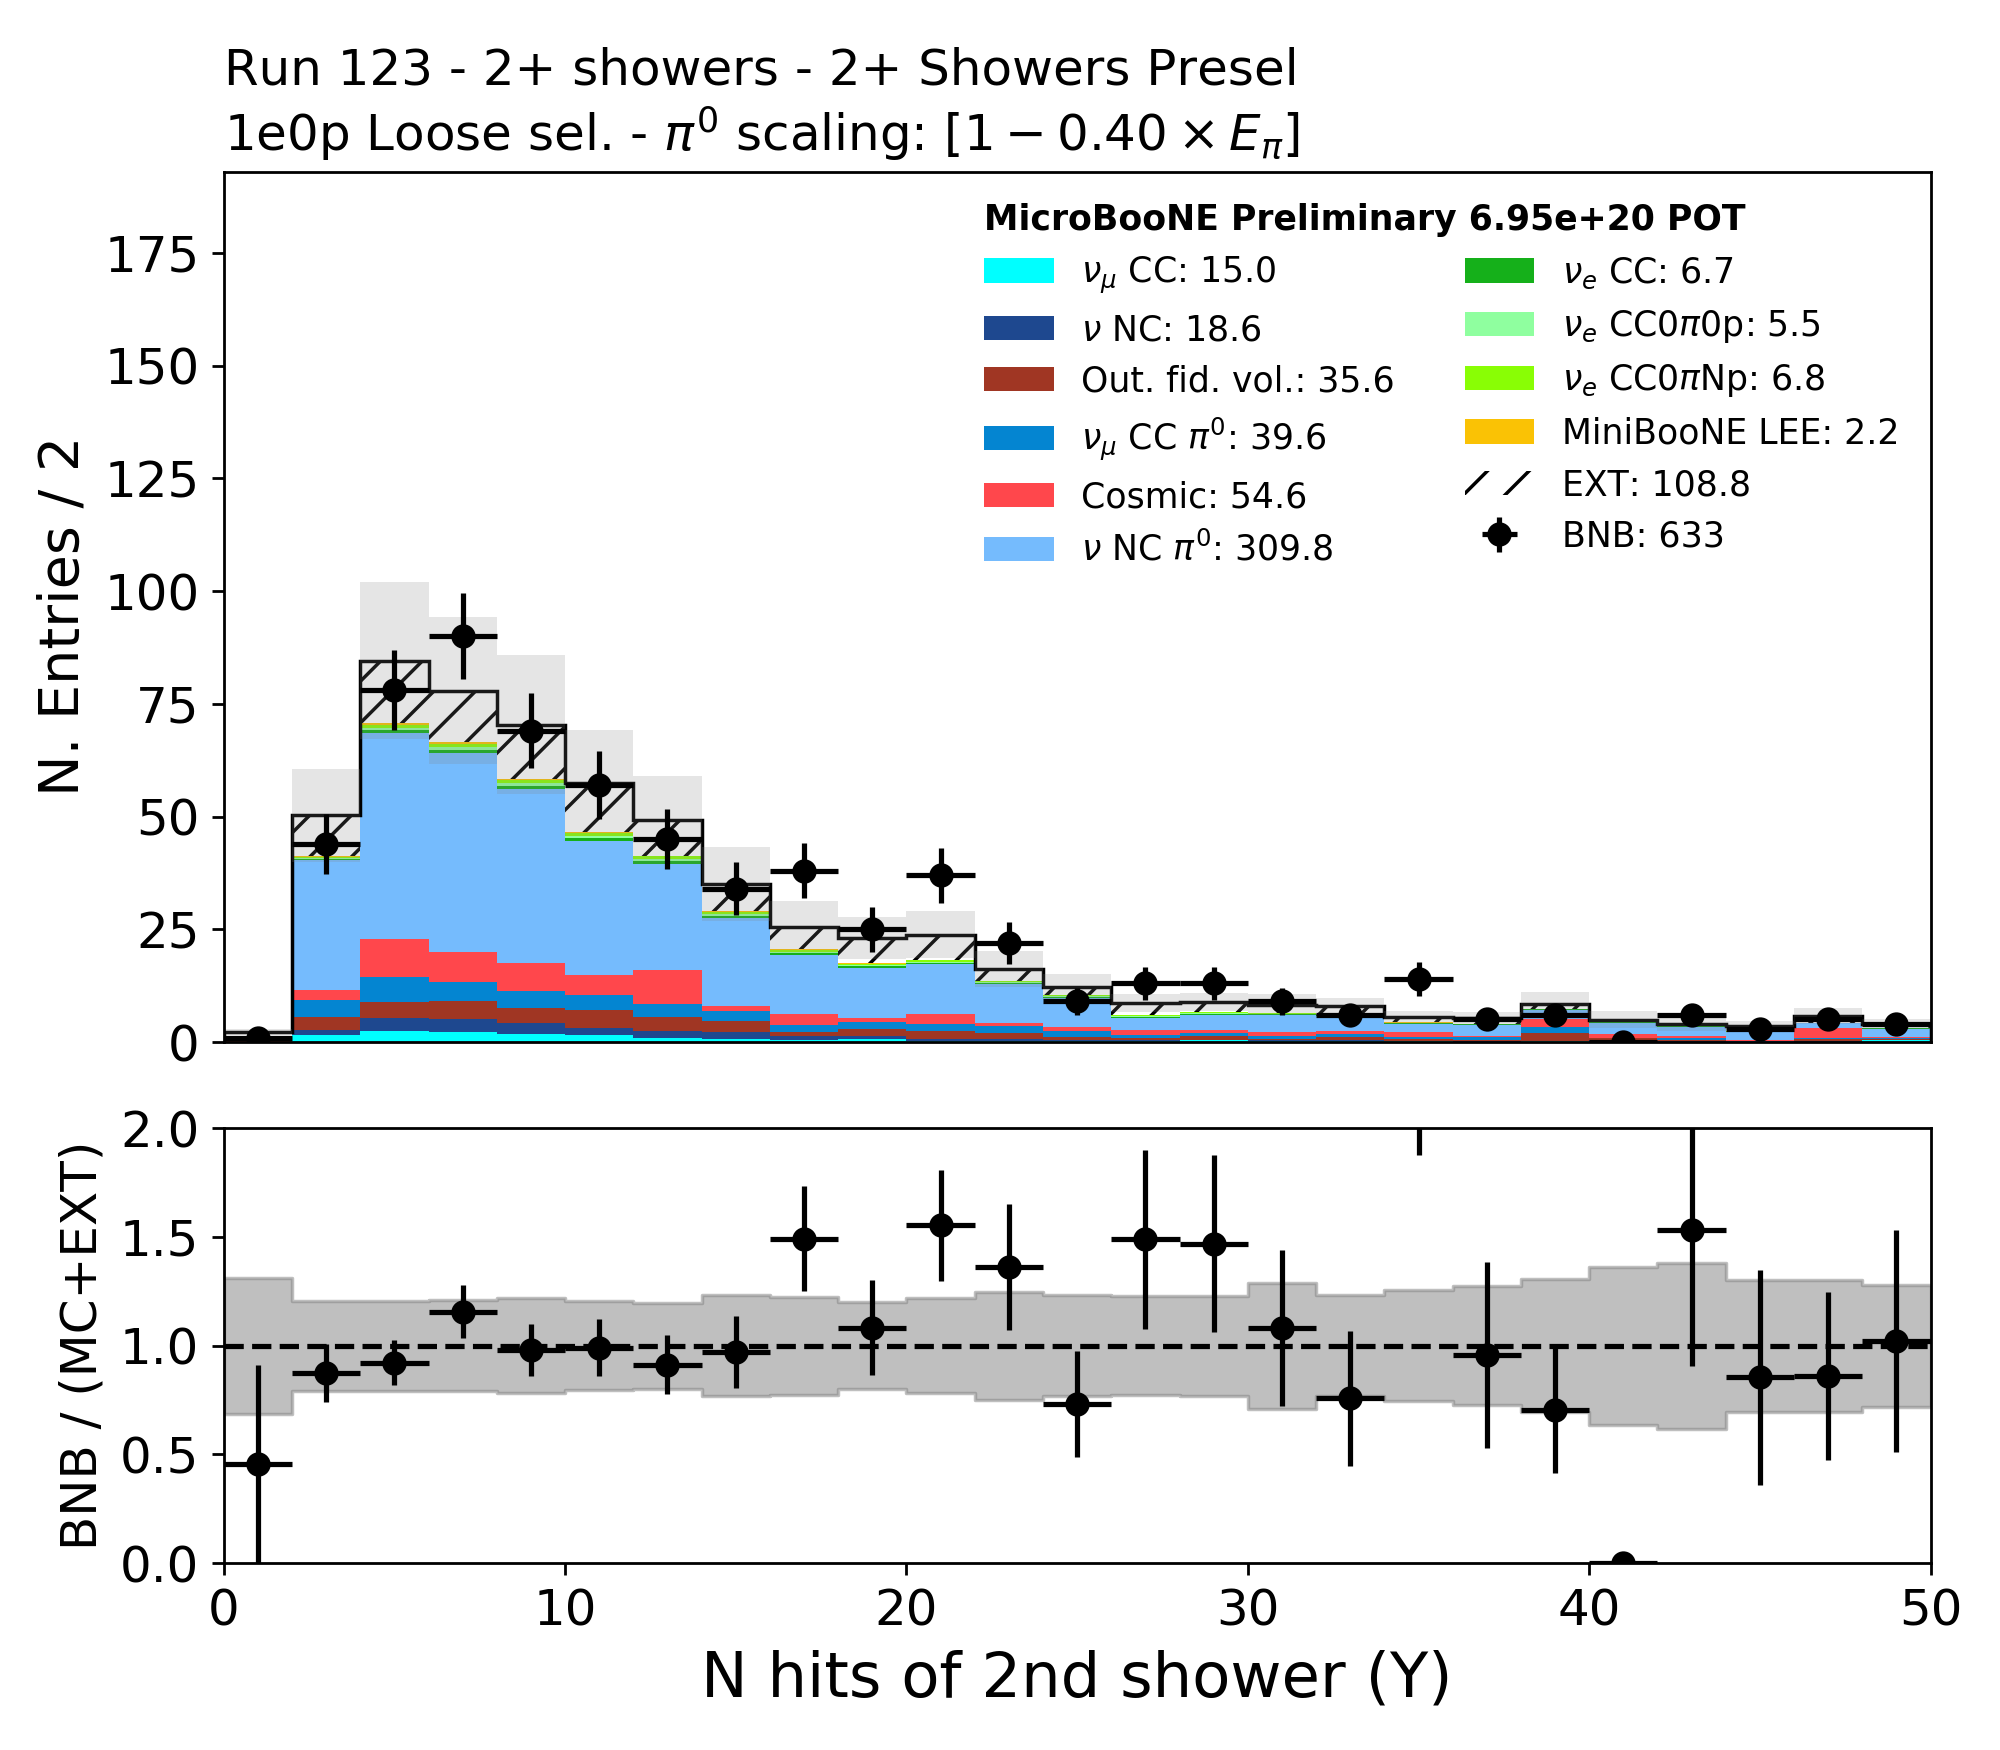 Run 123 - 2+ showers - 2+ Showers Presel
1e0p Loose sel. - π⁰ scaling: [1 − 0.40 × E_π]
MicroBooNE Preliminary 6.95e+20 POT
ν_μ CC: 15.0
ν NC: 18.6
Out. fid. vol.: 35.6
ν_μ CC π⁰: 39.6
Cosmic: 54.6
ν NC π⁰: 309.8
ν_e CC: 6.7
ν_e CC0π0p: 5.5
ν_e CC0πNp: 6.8
MiniBooNE LEE: 2.2
EXT: 108.8
BNB: 633
N. Entries / 2
175
150
125
100
75
50
25
0
BNB / (MC+EXT)
2.0
1.5
1.0
0.5
0.0
0 10 20 30 40 50
N hits of 2nd shower (Y)